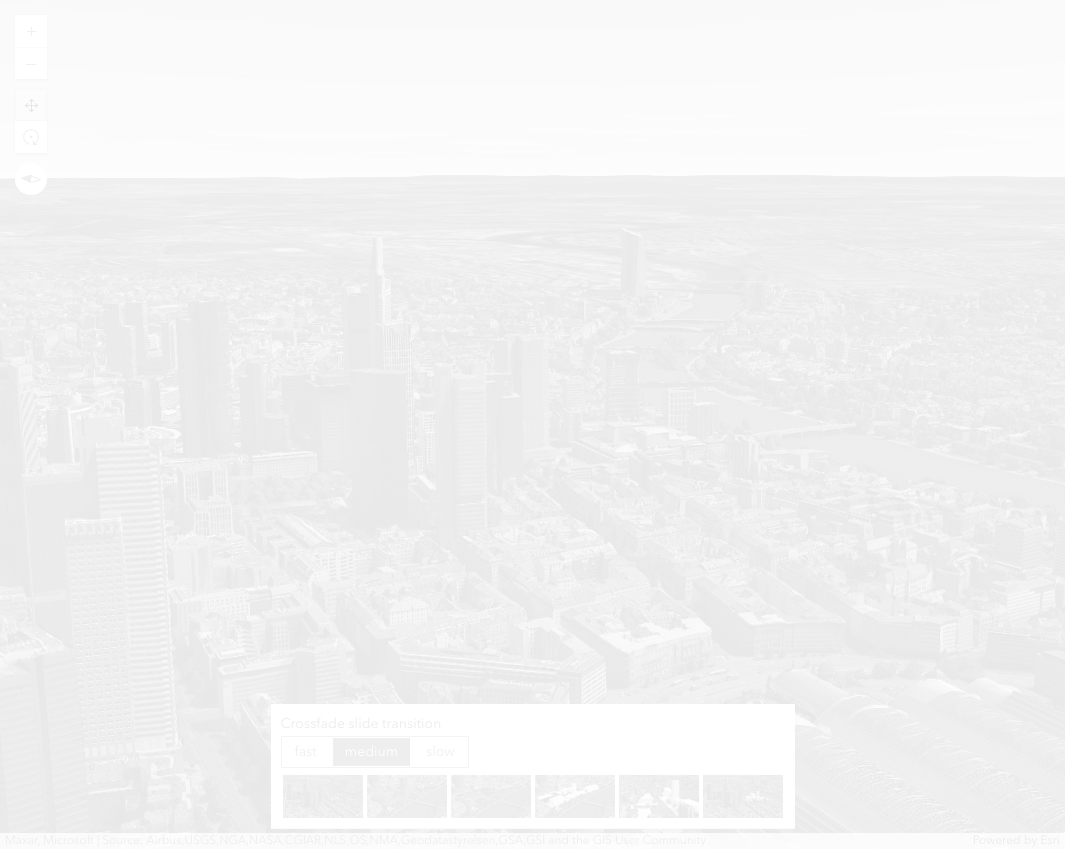 Crossfade slide transition
fast medium slow
Maxar, Microsoft | Source: Airbus,USGS,NGA,NASA,CGIAR,NLS,OS,NMA,Geodatastyrelsen,GSA,GSI and the GIS User Community
Powered by Esri